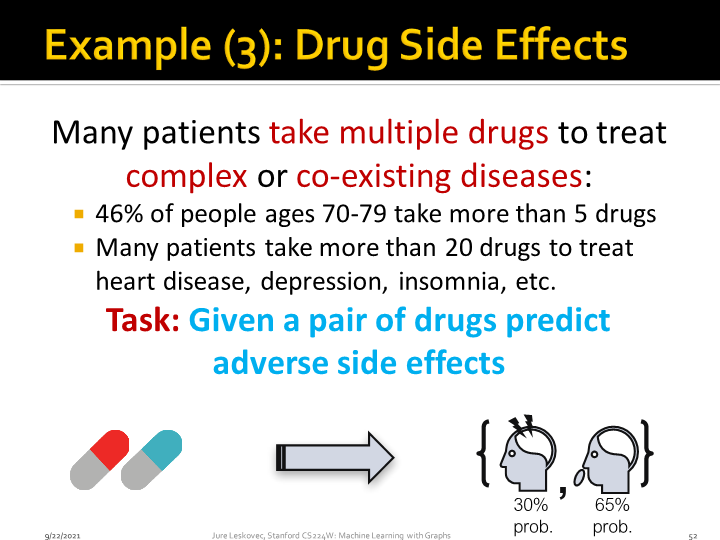 Example (3): Drug Side Effects
Many patients take multiple drugs to treat
complex or co-existing diseases:
46% of people ages 70-79 take more than 5 drugs
Many patients take more than 20 drugs to treat
heart disease, depression, insomnia, etc.
Task: Given a pair of drugs predict
adverse side effects
{ , }
30% prob.
65% prob.
9/22/2021
Jure Leskovec, Stanford CS224W: Machine Learning with Graphs
52